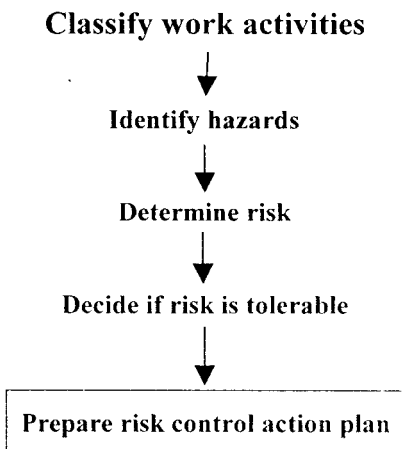 Classify work activities
Identify hazards
Determine risk
Decide if risk is tolerable
Prepare risk control action plan